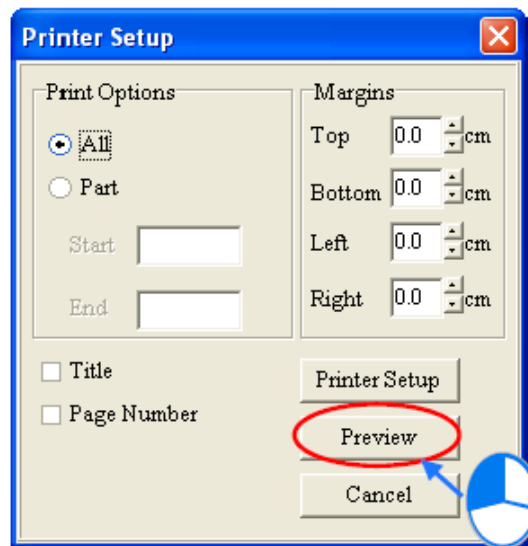 Printer Setup
Print Options
All
Part
Start
End
Margins
Top 0.0 cm
Bottom 0.0 cm
Left 0.0 cm
Right 0.0 cm
Title
Page Number
Printer Setup
Preview
Cancel